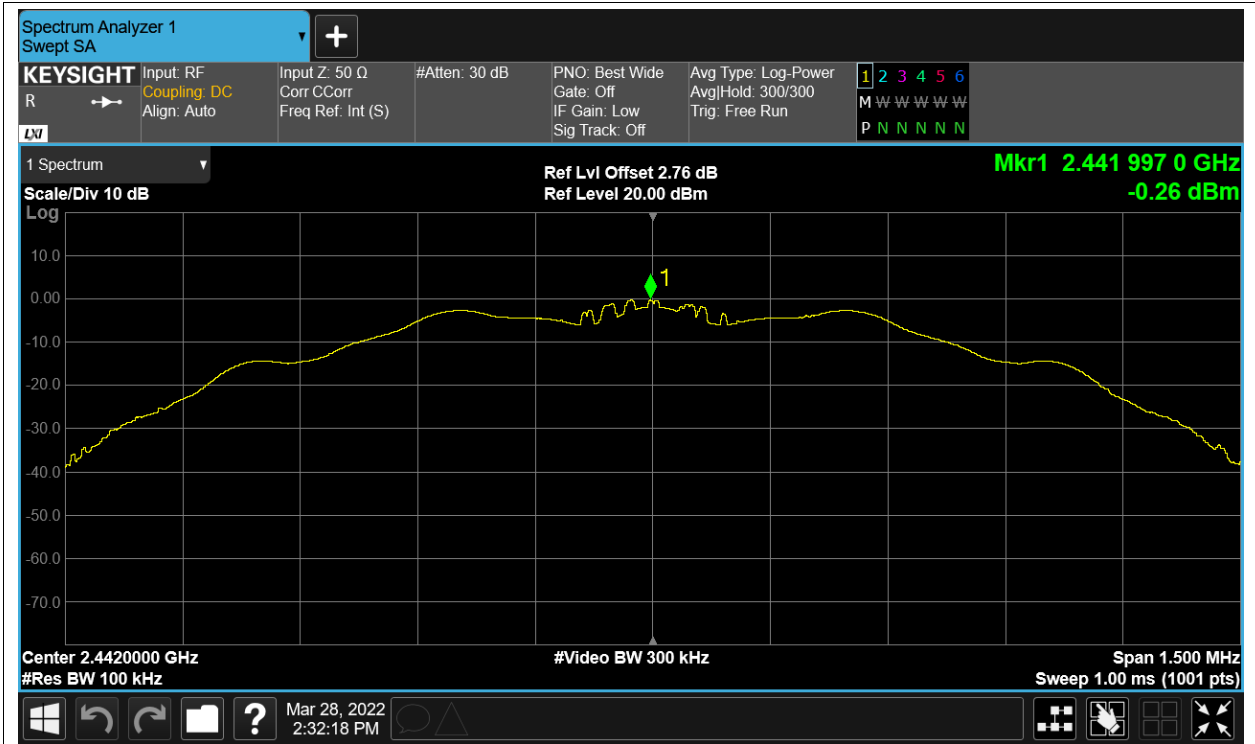 Spectrum Analyzer 1
Swept SA
KEYSIGHT
R
LXI
Input: RF
Coupling: DC
Align: Auto
Input Z: 50 Ω
Corr CCorr
Freq Ref: Int (S)
#Atten: 30 dB
PNO: Best Wide
Gate: Off
IF Gain: Low
Sig Track: Off
Avg Type: Log-Power
Avg|Hold: 300/300
Trig: Free Run
1 2 3 4 5 6
M W W W W W
P N N N N N
1 Spectrum
Scale/Div 10 dB
Log
Ref Lvl Offset 2.76 dB
Ref Level 20.00 dBm
Mkr1 2.441 997 0 GHz
-0.26 dBm
1
10.0
0.00
-10.0
-20.0
-30.0
-40.0
-50.0
-60.0
-70.0
Center 2.4420000 GHz
#Res BW 100 kHz
#Video BW 300 kHz
Span 1.500 MHz
Sweep 1.00 ms (1001 pts)
?
Mar 28, 2022
2:32:18 PM